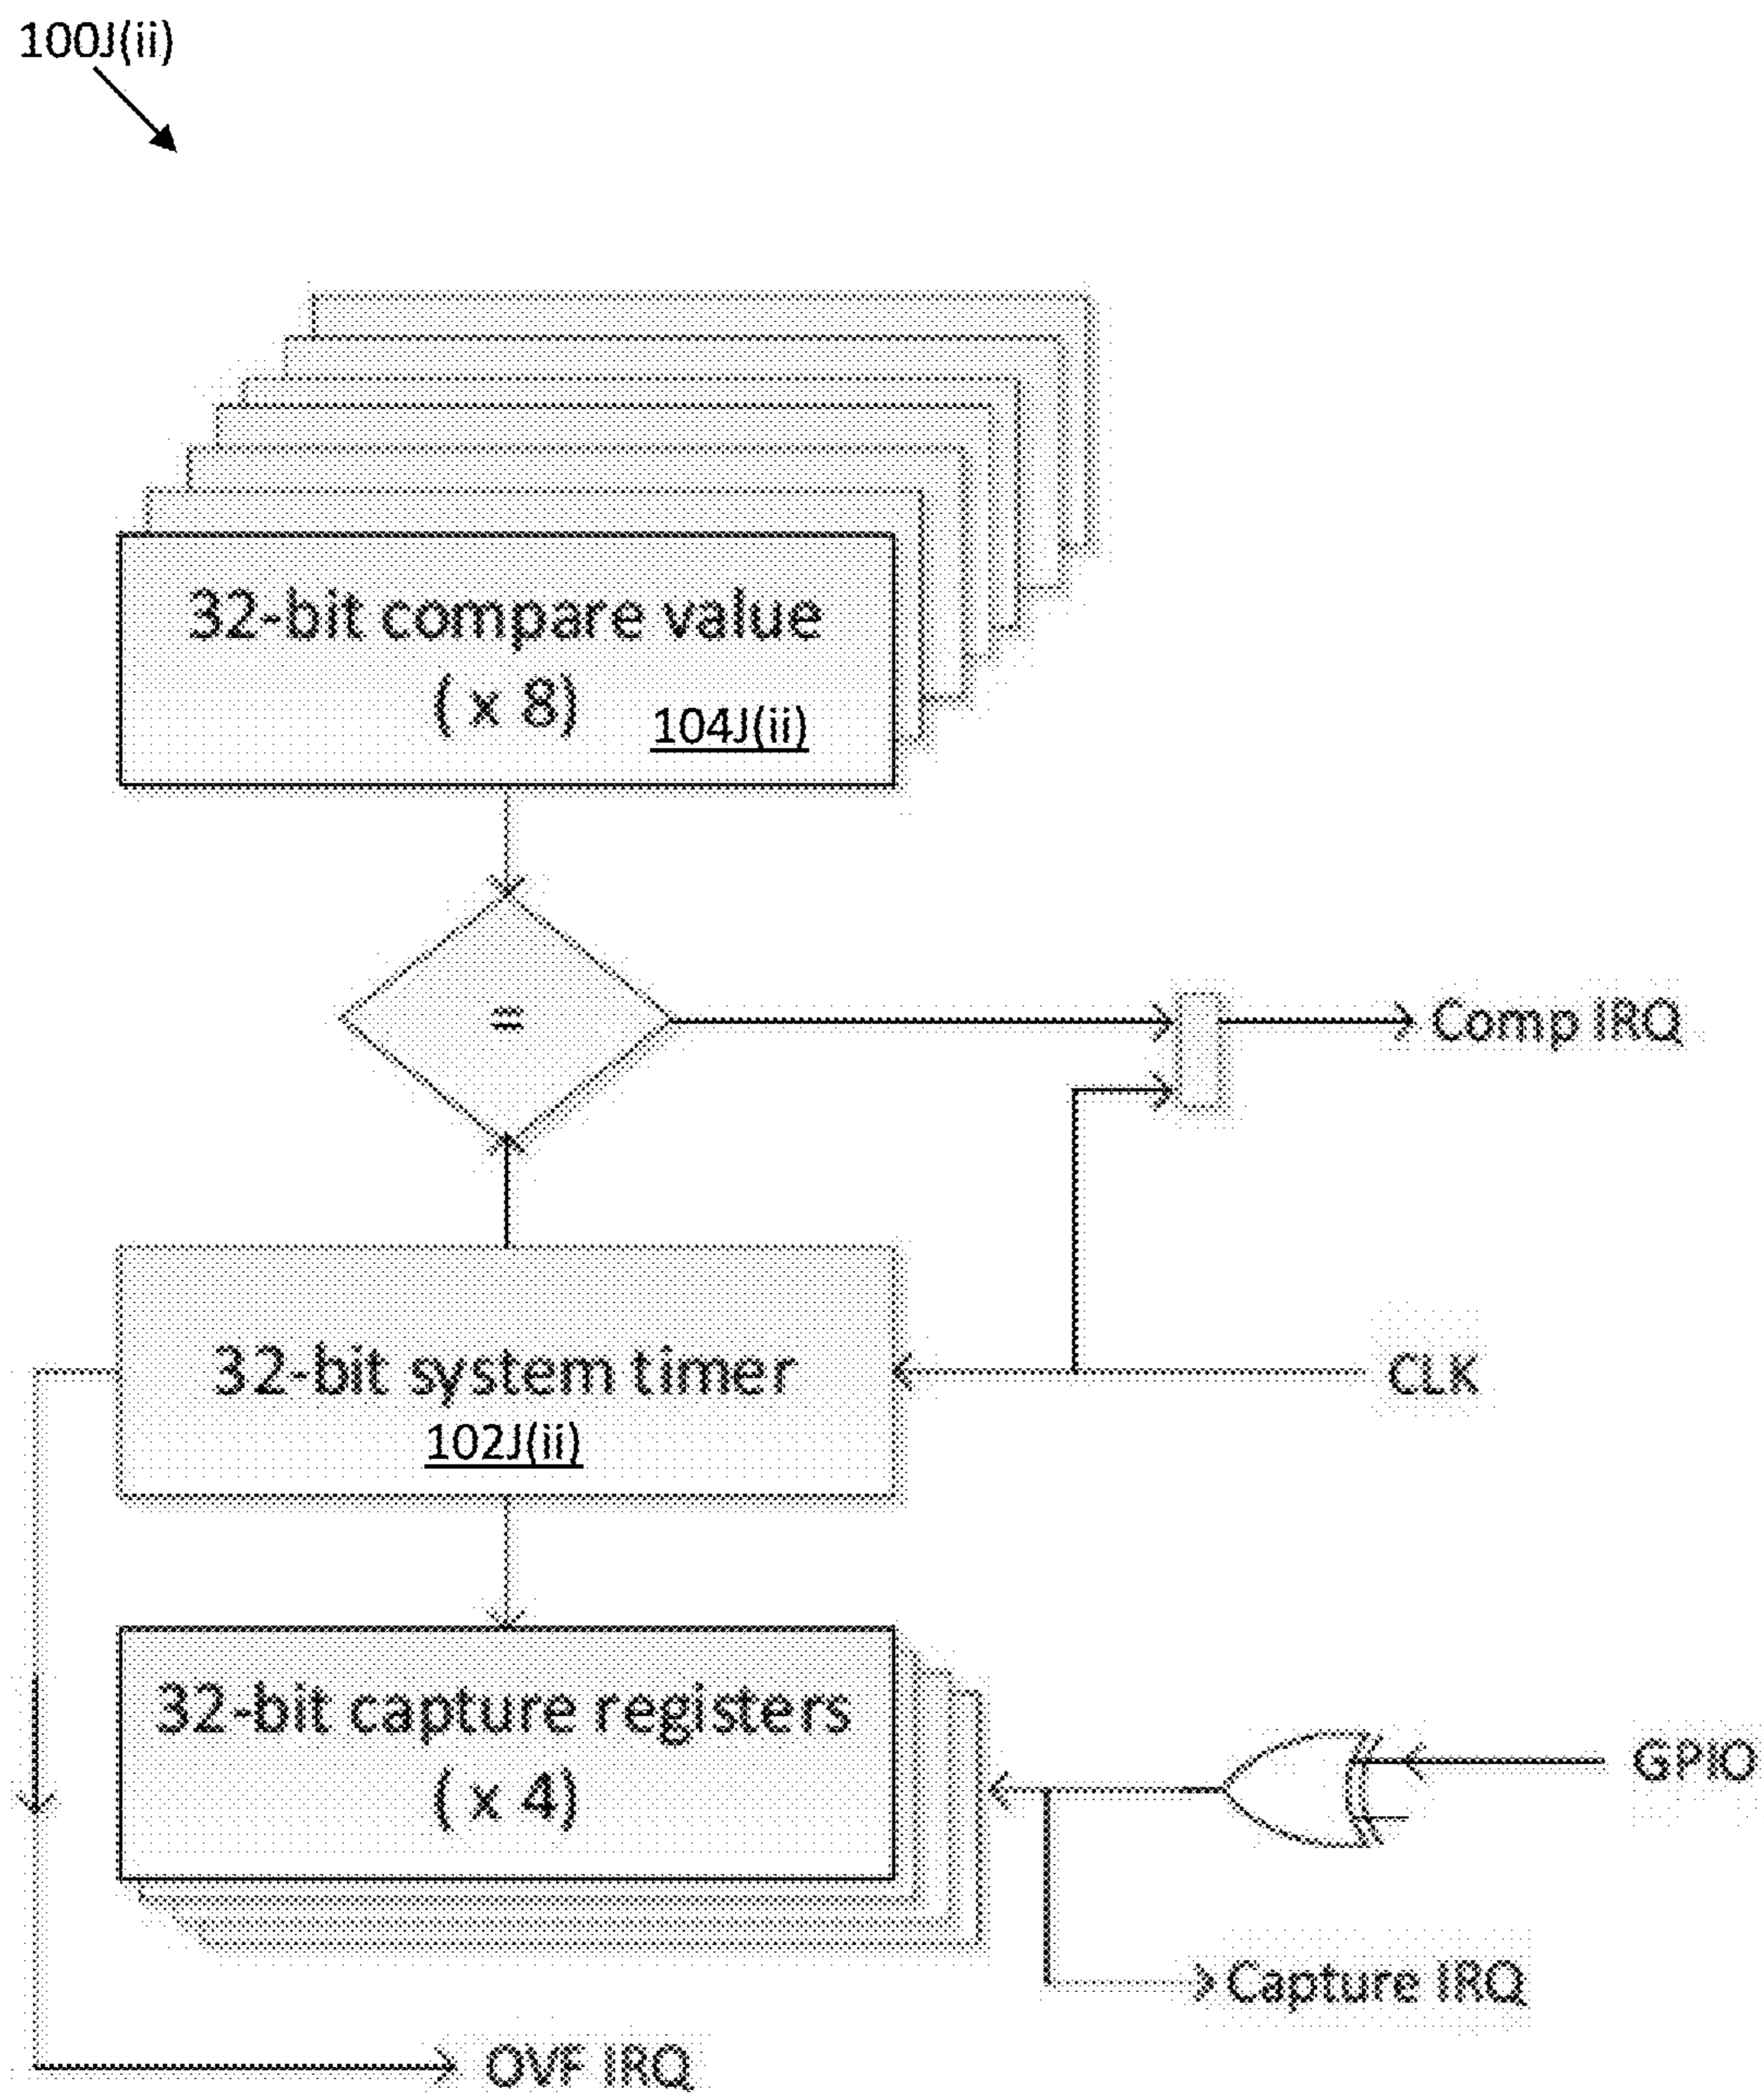 100J(ii)
32-bit compare value
( x 8)
104J(ii)
=
Comp IRQ
32-bit system timer
102J(ii)
CLK
32-bit capture registers
( x 4)
GPIO
Capture IRQ
OVF IRQ